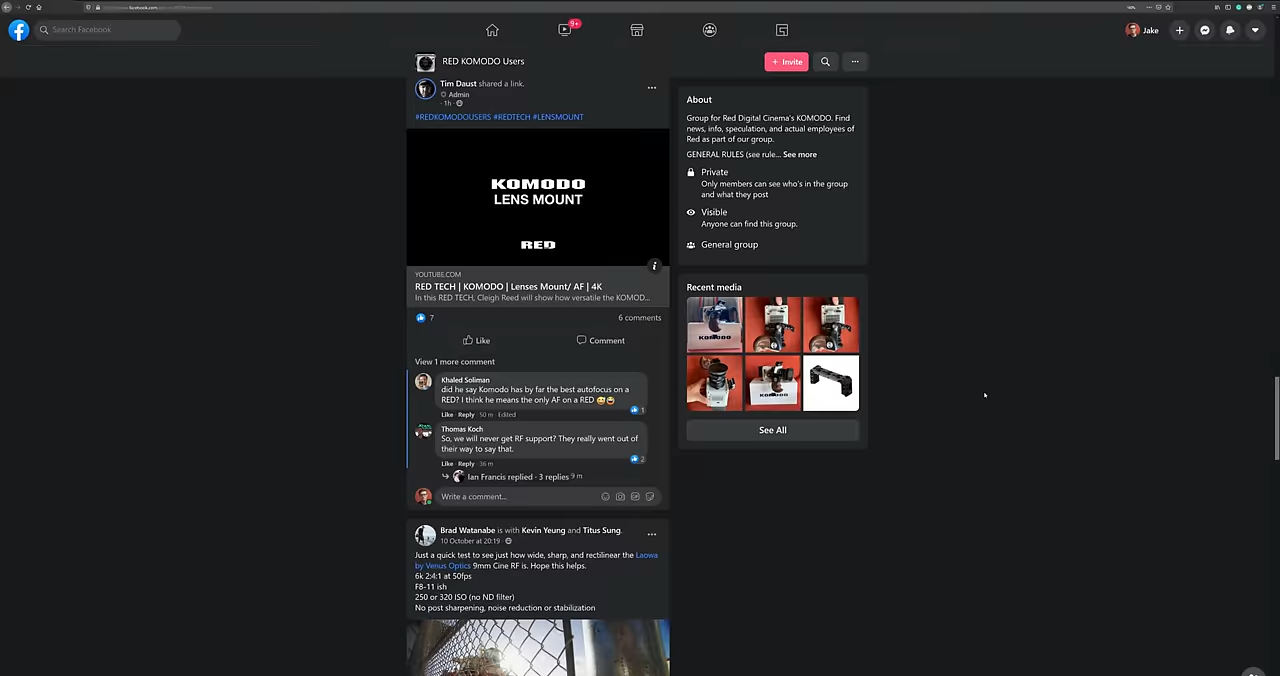 Search Facebook
9+
Jake
RED KOMODO Users
+ Invite
Tim Daust shared a link.
Admin
· 1h ·
#REDKOMODOUSERS #REDTECH #LENSMOUNT
KOMODO
LENS MOUNT
RED
YOUTUBE.COM
RED TECH | KOMODO | Lenses Mount/ AF | 4K
In this RED TECH, Cleigh Reed will show how versatile the KOMOD...
7
6 comments
Like
Comment
View 1 more comment
Khaled Soliman
did he say Komodo has by far the best autofocus on a
RED? I think he means the only AF on a RED 😅😄
1
Like · Reply · 50 m · Edited
Thomas Koch
So, we will never get RF support? They really went out of
their way to say that.
2
Like · Reply · 36 m
Ian Francis replied · 3 replies 9 m
Write a comment...
Brad Watanabe is with Kevin Yeung and Titus Sung.
10 October at 20:19 ·
Just a quick test to see just how wide, sharp, and rectilinear the Laowa
by Venus Optics 9mm Cine RF is. Hope this helps.
6k 2:4:1 at 50fps
F8-11 ish
250 or 320 ISO (no ND filter)
No post sharpening, noise reduction or stabilization
About
Group for Red Digital Cinema's KOMODO. Find
news, info, speculation, and actual employees of
Red as part of our group.
GENERAL RULES (see rule... See more
Private
Only members can see who's in the group
and what they post
Visible
Anyone can find this group.
General group
Recent media
KOMODO
KOMODO
See All